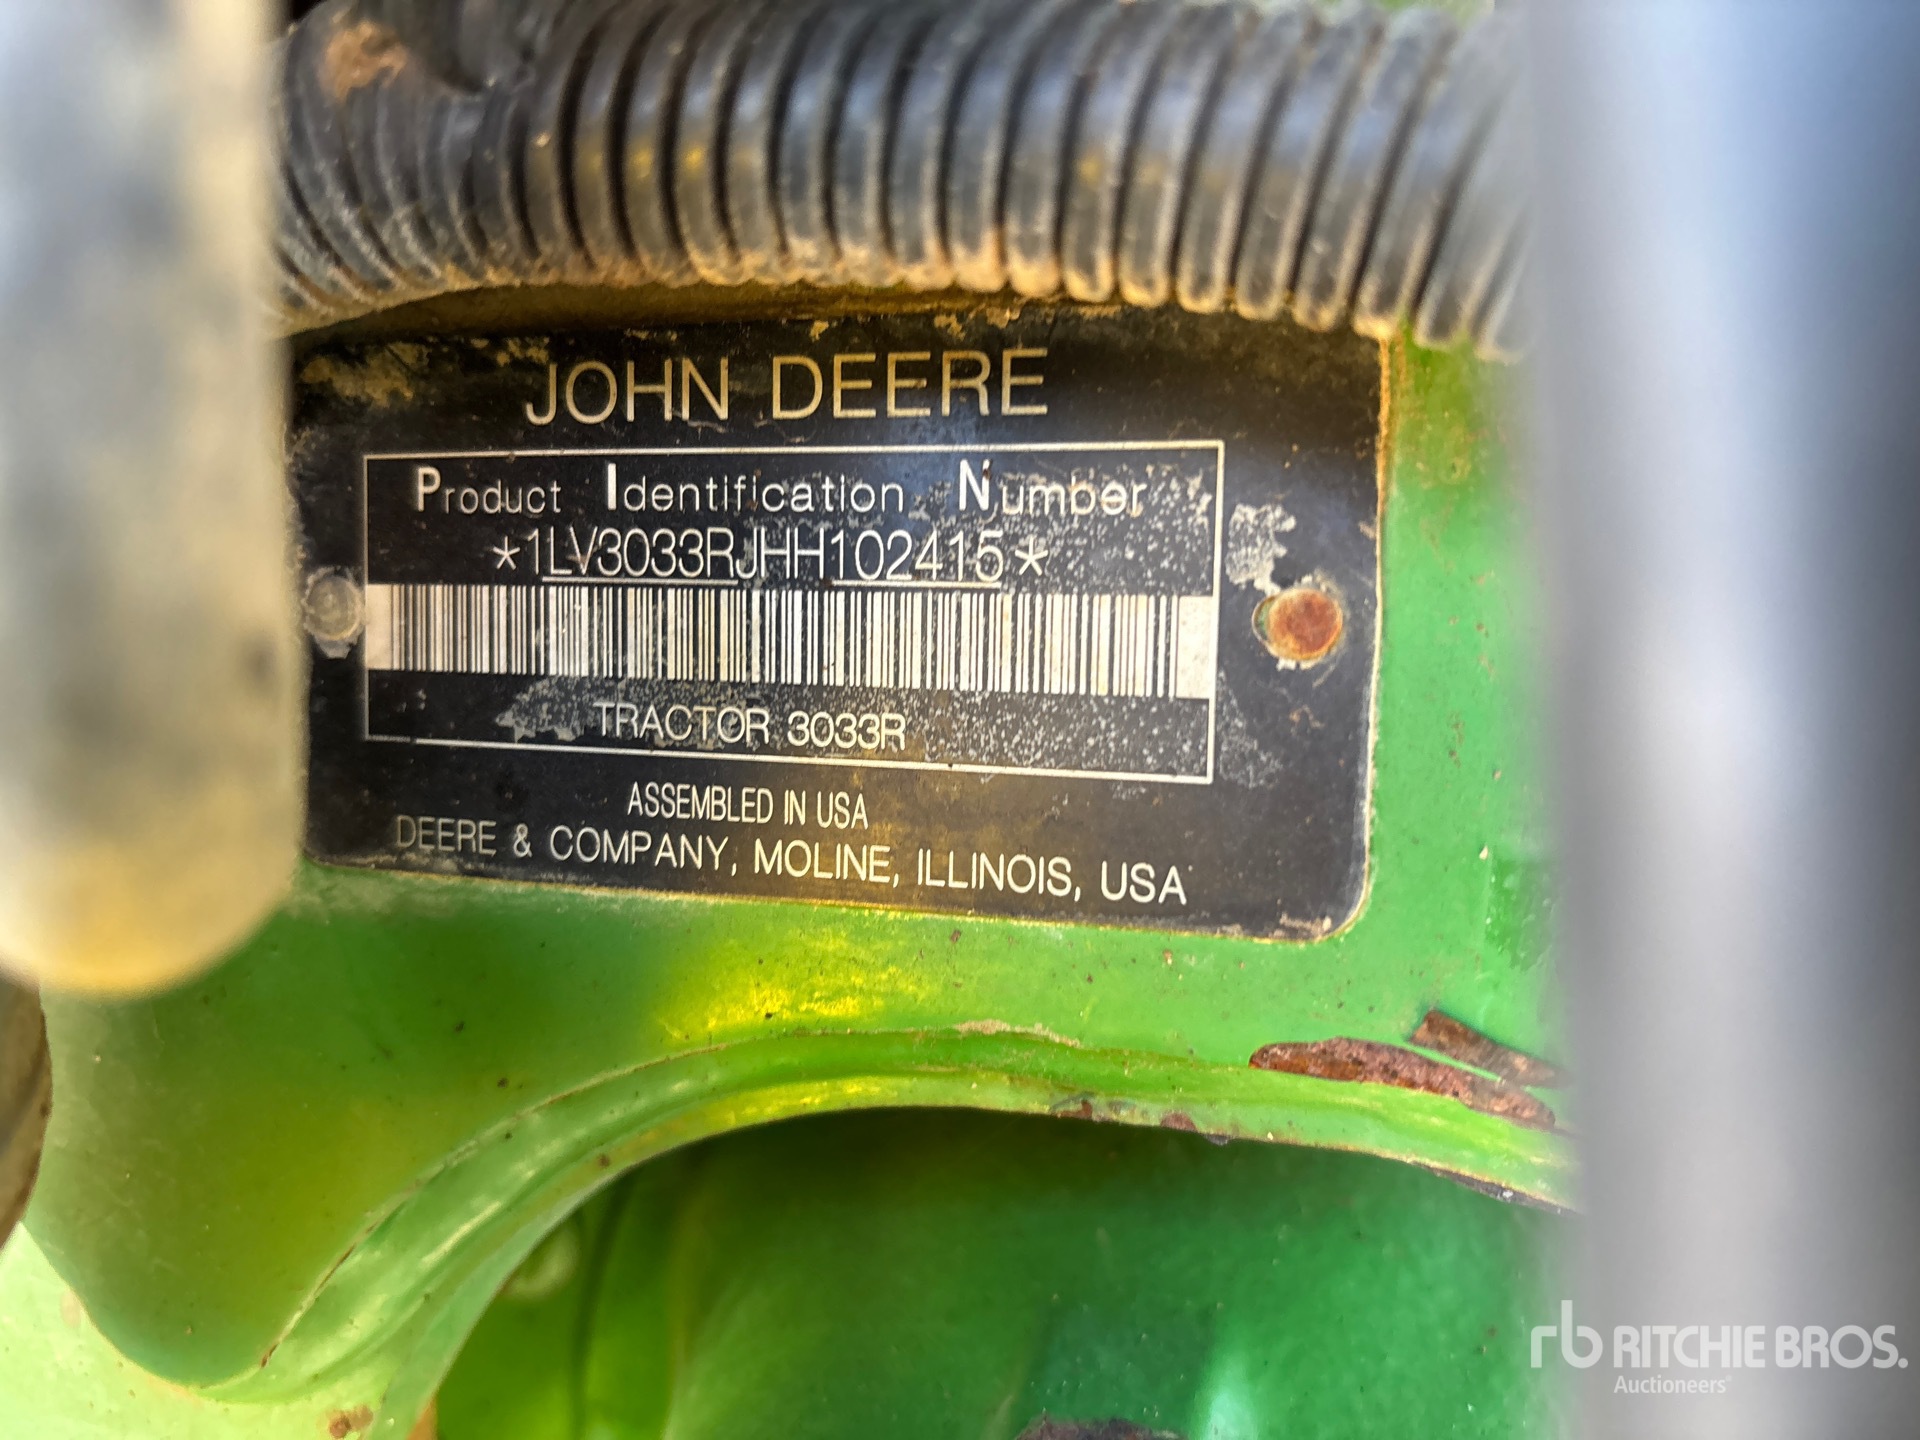 JOHN DEERE
Product Identification Number
*1LV3033RJHH102415*
TRACTOR 3033R
ASSEMBLED IN USA
DEERE & COMPANY, MOLINE, ILLINOIS, USA
rb RITCHIE BROS.
Auctioneers